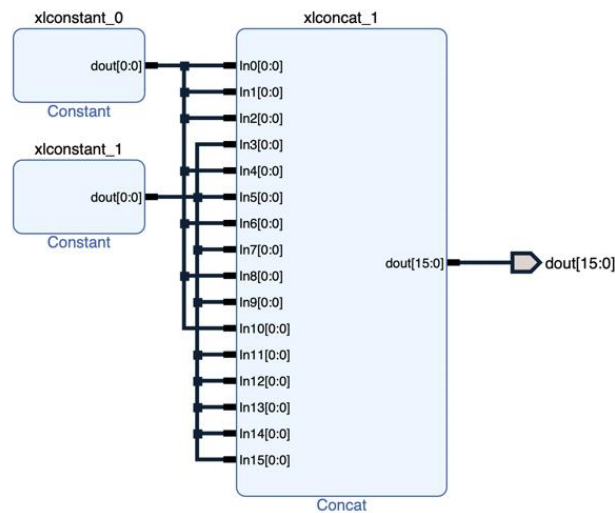 xlconstant_0
dout[0:0]
Constant
xlconstant_1
dout[0:0]
Constant
xlconcat_1
In0[0:0]
In1[0:0]
In2[0:0]
In3[0:0]
In4[0:0]
In5[0:0]
In6[0:0]
In7[0:0]
In8[0:0]
In9[0:0]
In10[0:0]
In11[0:0]
In12[0:0]
In13[0:0]
In14[0:0]
In15[0:0]
dout[15:0]
Concat
dout[15:0]